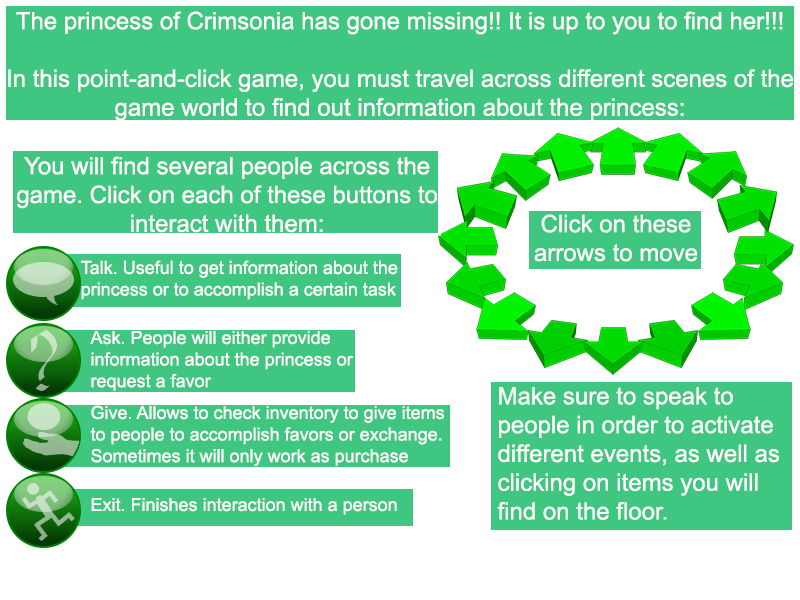 The princess of Crimsonia has gone missing!! It is up to you to find her!!!
In this point-and-click game, you must travel across different scenes of the
game world to find out information about the princess:
You will find several people across the
game. Click on each of these buttons to
interact with them:
Talk. Useful to get information about the
princess or to accomplish a certain task
Ask. People will either provide
information about the princess or
request a favor
Give. Allows to check inventory to give items
to people to accomplish favors or exchange.
Sometimes it will only work as purchase
Exit. Finishes interaction with a person
Click on these
arrows to move
Make sure to speak to
people in order to activate
different events, as well as
clicking on items you will
find on the floor.